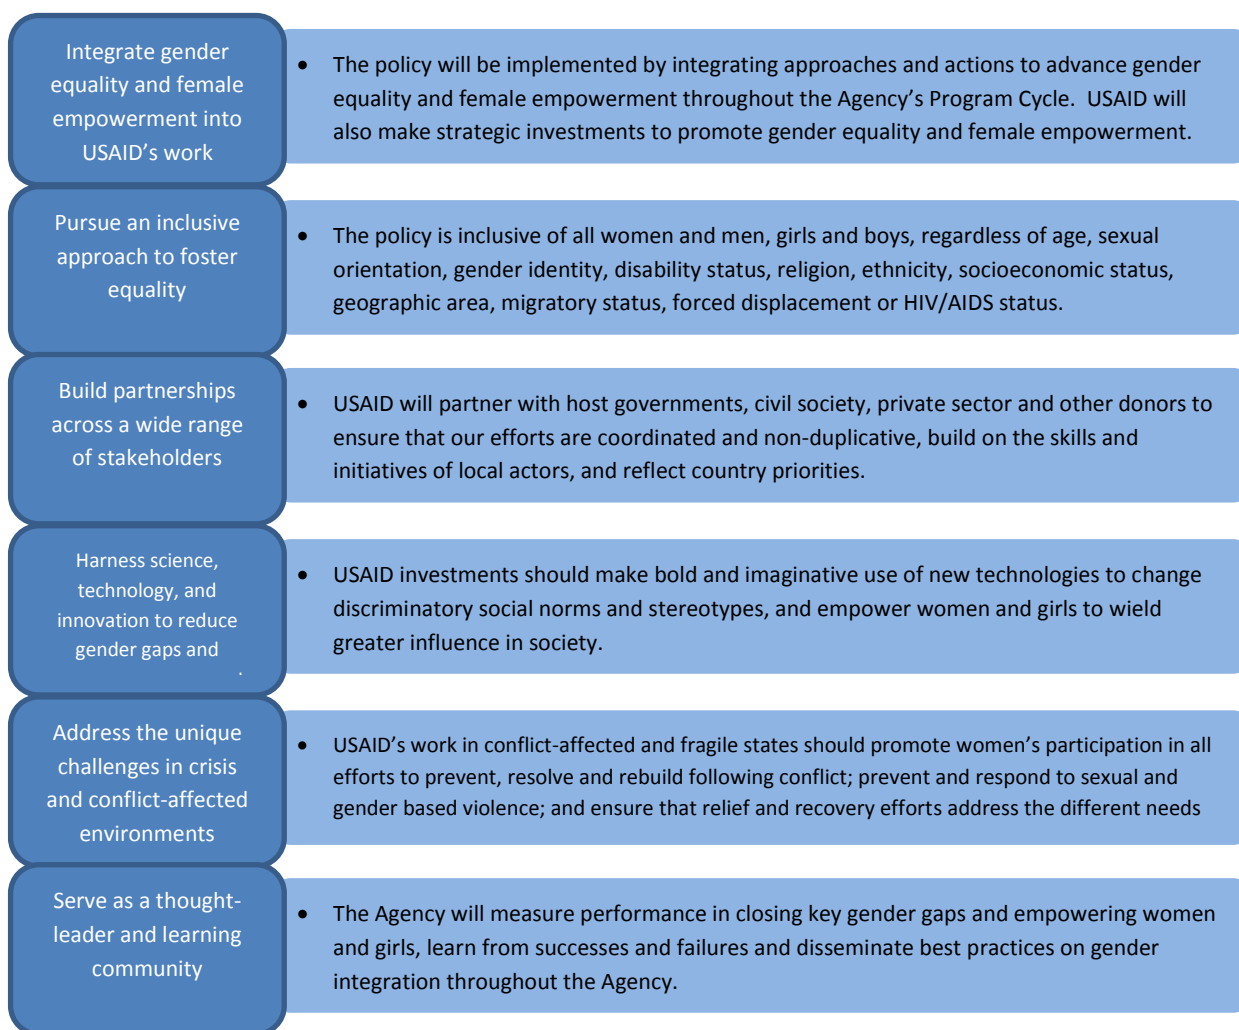 Integrate gender
equality and female
empowerment into
USAID’s work
• The policy will be implemented by integrating approaches and actions to advance gender
equality and female empowerment throughout the Agency’s Program Cycle.  USAID will
also make strategic investments to promote gender equality and female empowerment.
Pursue an inclusive
approach to foster
equality
• The policy is inclusive of all women and men, girls and boys, regardless of age, sexual
orientation, gender identity, disability status, religion, ethnicity, socioeconomic status,
geographic area, migratory status, forced displacement or HIV/AIDS status.
Build partnerships
across a wide range
of stakeholders
• USAID will partner with host governments, civil society, private sector and other donors to
ensure that our efforts are coordinated and non-duplicative, build on the skills and
initiatives of local actors, and reflect country priorities.
Harness science,
technology, and
innovation to reduce
gender gaps and
.
• USAID investments should make bold and imaginative use of new technologies to change
discriminatory social norms and stereotypes, and empower women and girls to wield
greater influence in society.
Address the unique
challenges in crisis
and conflict-affected
environments
• USAID’s work in conflict-affected and fragile states should promote women’s participation in all
efforts to prevent, resolve and rebuild following conflict; prevent and respond to sexual and
gender based violence; and ensure that relief and recovery efforts address the different needs
Serve as a thought-
leader and learning
community
• The Agency will measure performance in closing key gender gaps and empowering women
and girls, learn from successes and failures and disseminate best practices on gender
integration throughout the Agency.